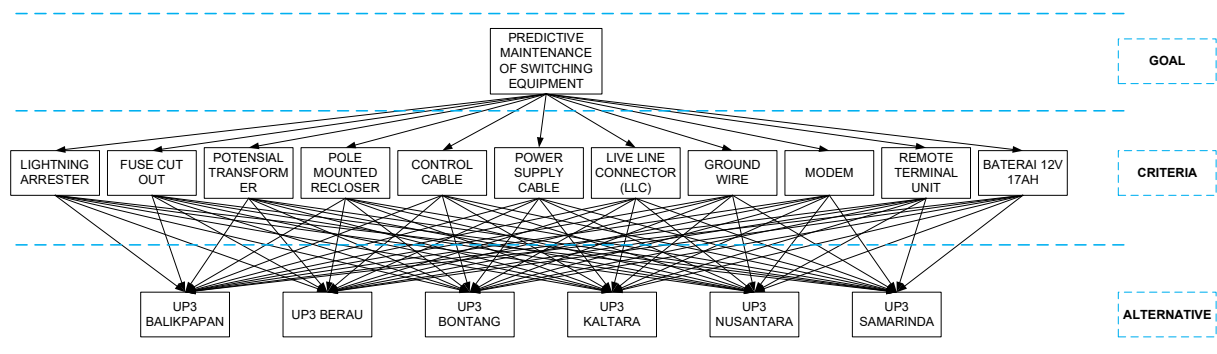 PREDICTIVE
MAINTENANCE
OF SWITCHING
EQUIPMENT
GOAL
LIGHTNING
ARRESTER
FUSE CUT
OUT
POTENSIAL
TRANSFORM
ER
POLE
MOUNTED
RECLOSER
CONTROL
CABLE
POWER
SUPPLY
CABLE
LIVE LINE
CONNECTOR
(LLC)
GROUND
WIRE
MODEM
REMOTE
TERMINAL
UNIT
BATERAI 12V
17AH
CRITERIA
UP3
BALIKPAPAN
UP3 BERAU
UP3
BONTANG
UP3
KALTARA
UP3
NUSANTARA
UP3
SAMARINDA
ALTERNATIVE